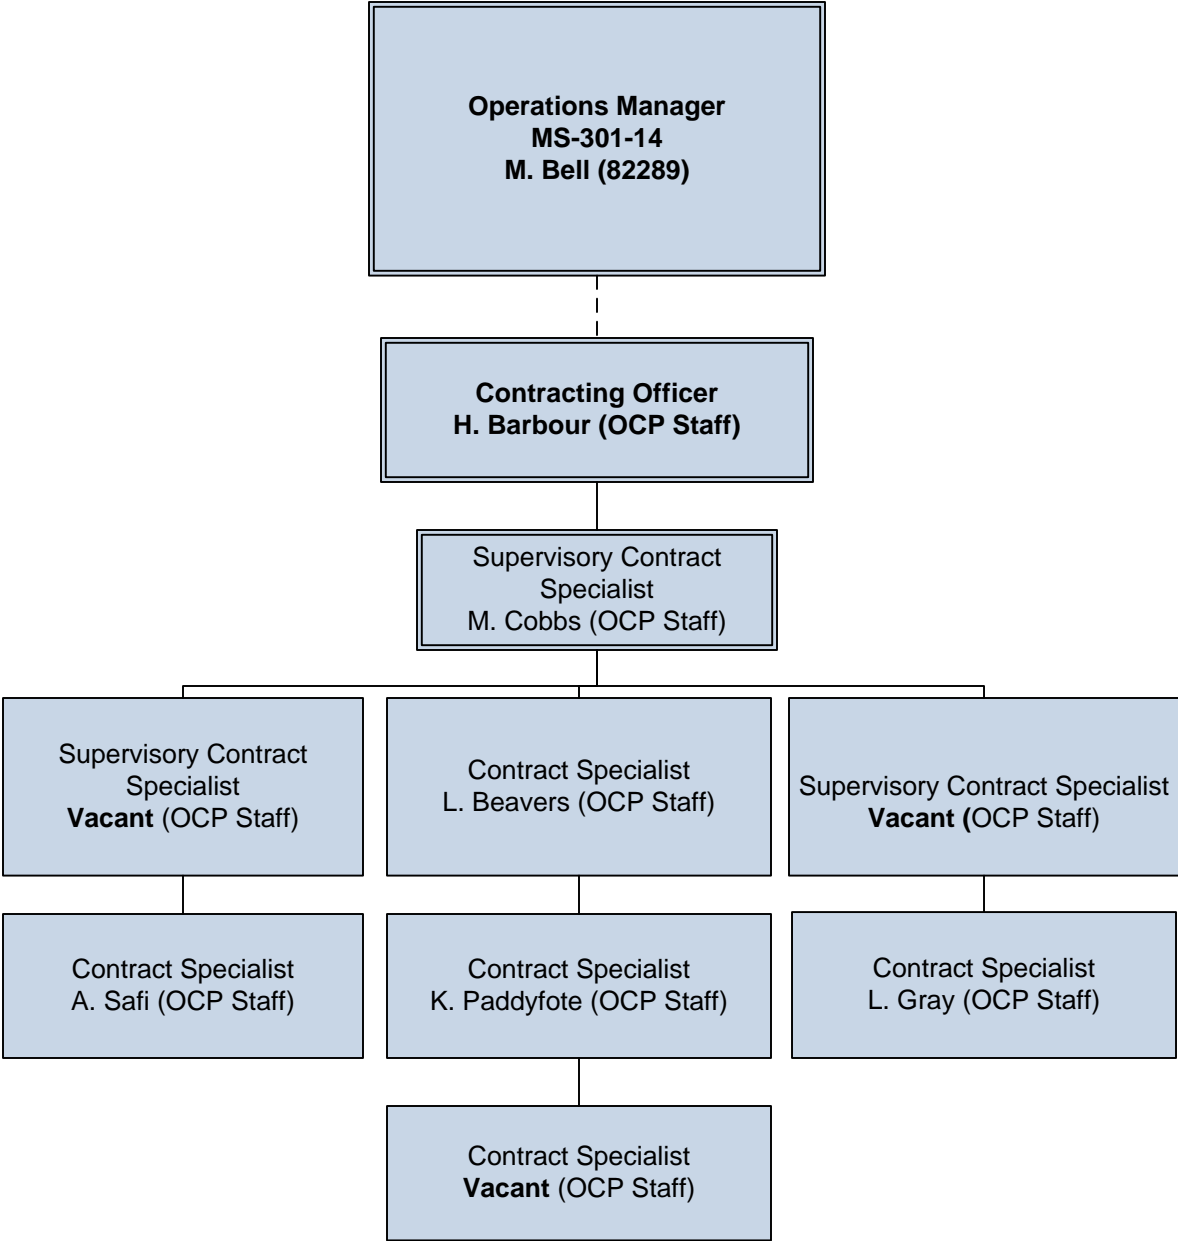 Operations Manager
MS-301-14
M. Bell (82289)
Contracting Officer
H. Barbour (OCP Staff)
Supervisory Contract
Specialist
M. Cobbs (OCP Staff)
Supervisory Contract
Specialist
Vacant (OCP Staff)
Contract Specialist
L. Beavers (OCP Staff)
Supervisory Contract Specialist
Vacant (OCP Staff)
Contract Specialist
A. Safi (OCP Staff)
Contract Specialist
K. Paddyfote (OCP Staff)
Contract Specialist
L. Gray (OCP Staff)
Contract Specialist
Vacant (OCP Staff)